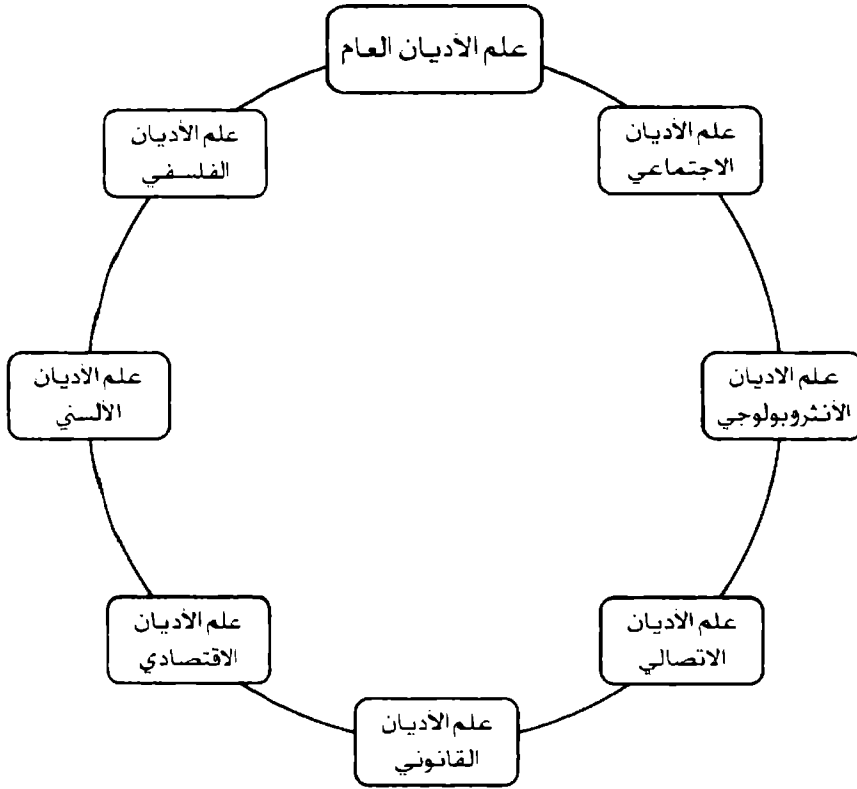 علم الأديان العام
علم الأديان
الاجتماعي
علم الاديان
الأنثروبولوجي
علم الأديان
الاتصالي
علم الأديان
القانوني
علم الأديان
الاقتصادي
علم الأديان
الألسني
علم الأديان
الفلسفي